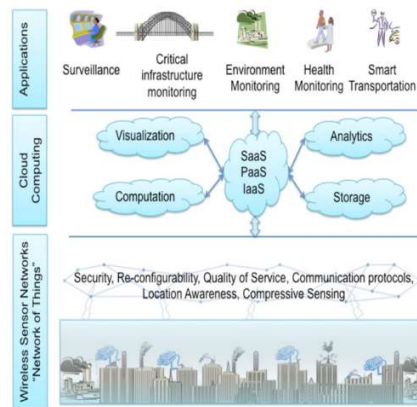 Applications
Surveillance
Critical
infrastructure
monitoring
Environment
Monitoring
Health
Monitoring
Smart
Transportation
Cloud
Computing
Visualization
Computation
SaaS
PaaS
IaaS
Analytics
Storage
Wireless Sensor Networks
"Network of Things"
Security, Re-configurability, Quality of Service, Communication protocols,
Location Awareness, Compressive Sensing